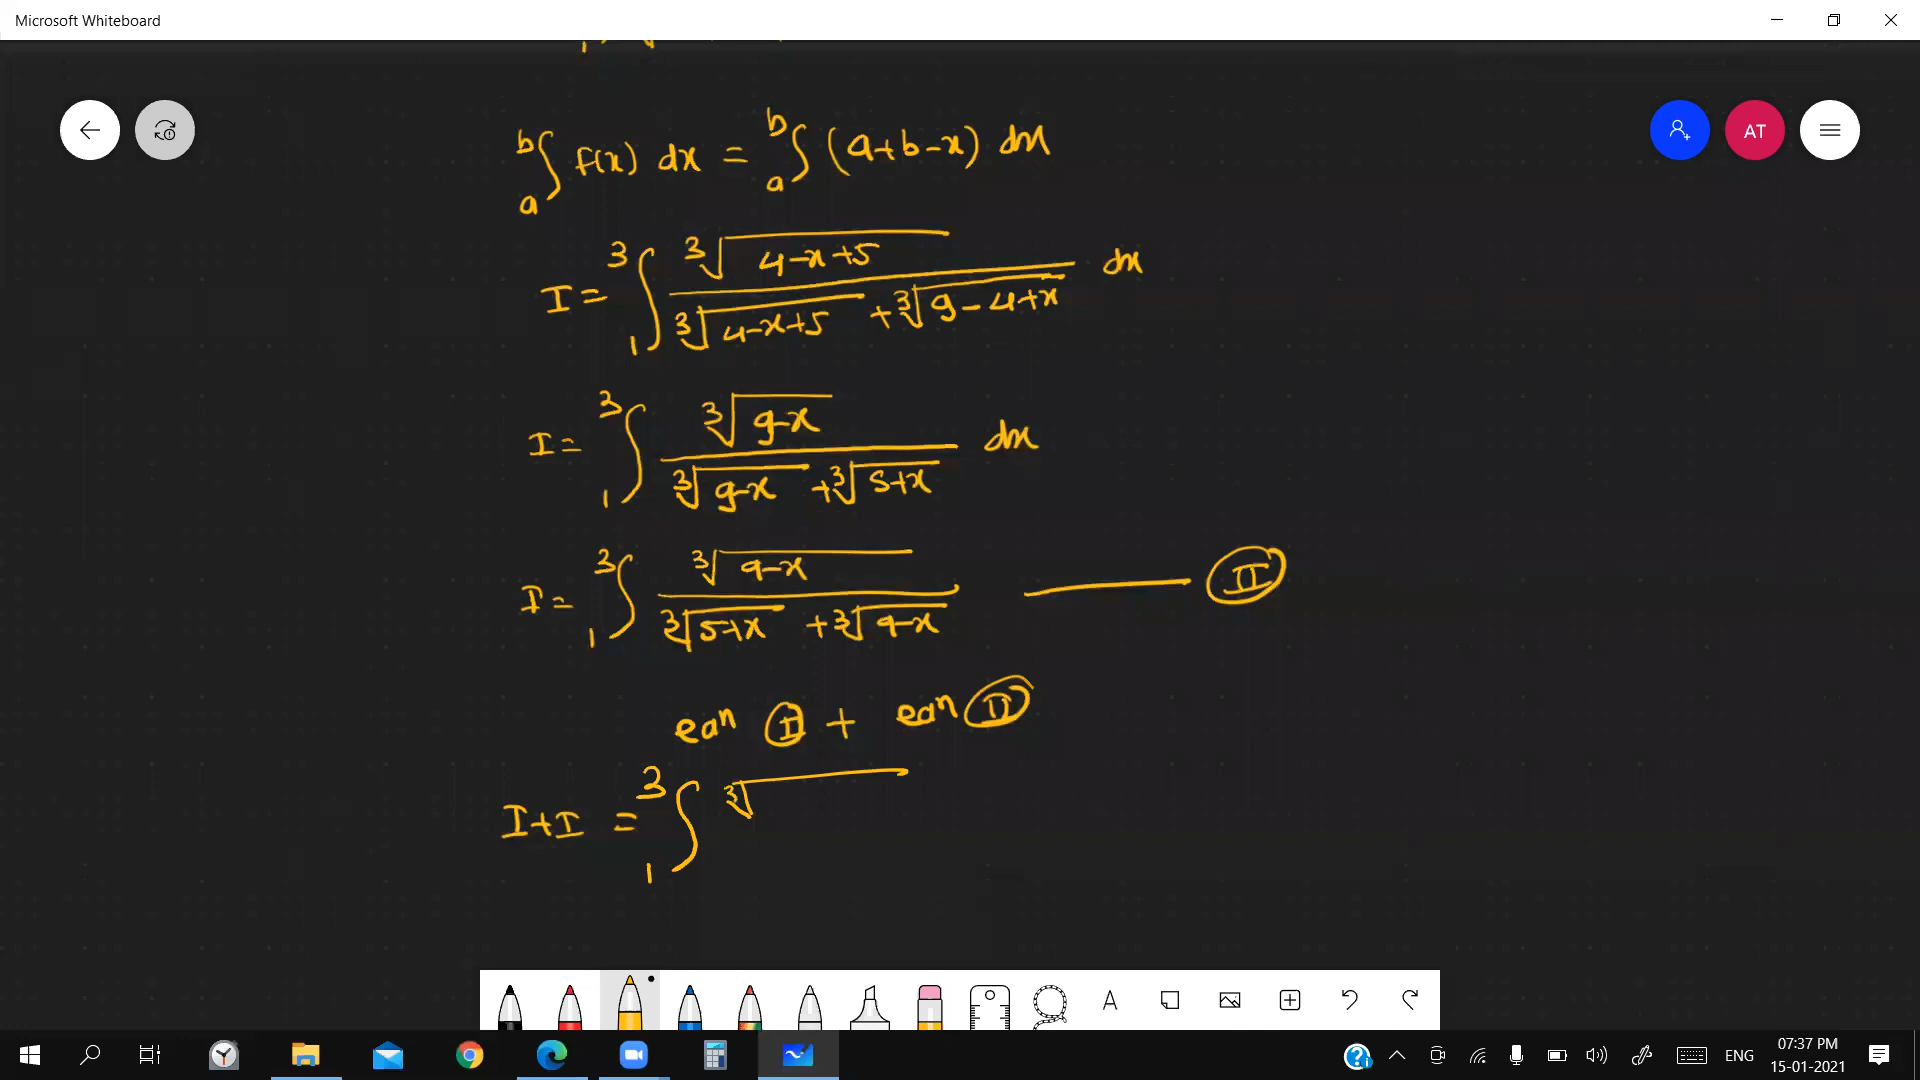 Microsoft Whiteboard
AT
b∫a f(x) dx = b∫a (a+b-x) dx
I = 3∫1 ∛(4-x+5) / (∛(4-x+5) + ∛(9-4+x)) dx
I = 3∫1 ∛(9-x) / (∛(9-x) + ∛(5+x)) dx
I = 3∫1 ∛(9-x) / (∛(5+x) + ∛(9-x)) —— II
eqn I + eqn II
I+I = 3∫1 ∛
A
ENG
07:37 PM
15-01-2021